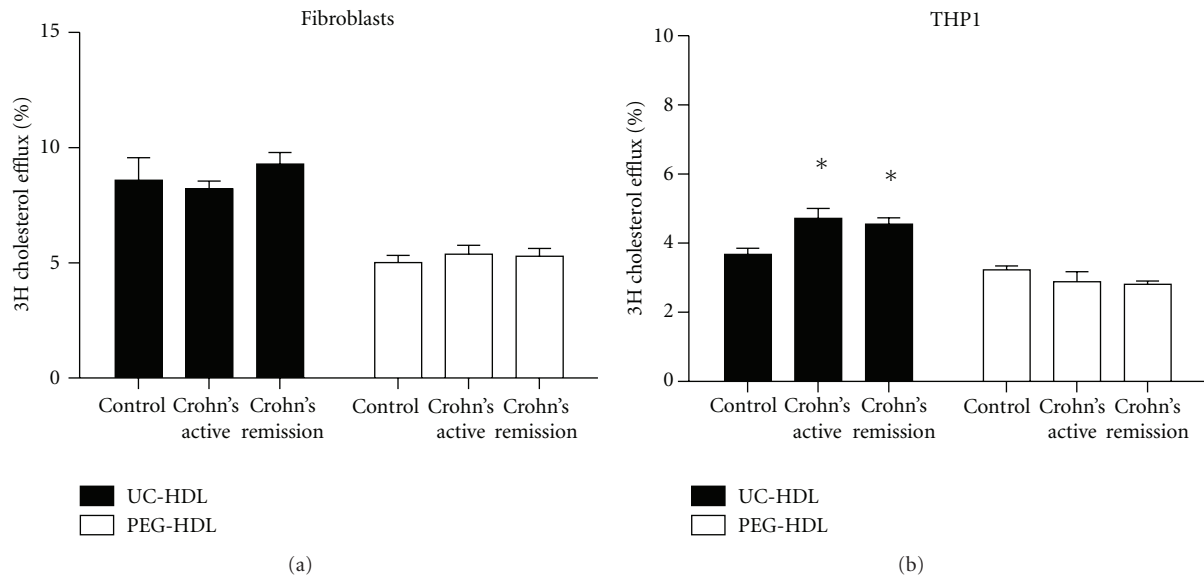 Fibroblasts
3H cholesterol efflux (%)
15
10
5
0
Control Crohn's Crohn's
active remission
Control Crohn's Crohn's
active remission
UC-HDL
PEG-HDL
(a)
THP1
3H cholesterol efflux (%)
10
8
6
4
2
0
*
*
Control Crohn's Crohn's
active remission
Control Crohn's Crohn's
active remission
UC-HDL
PEG-HDL
(b)